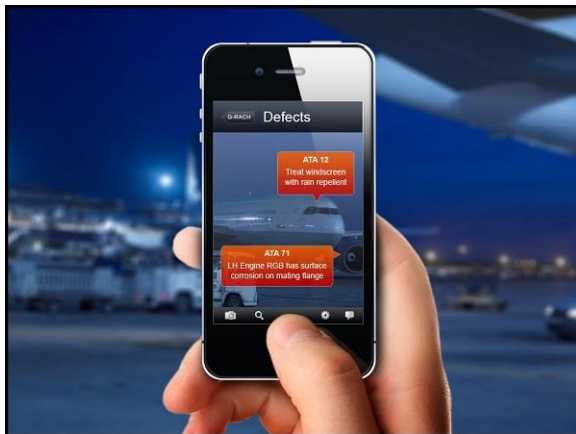 G-RACH
Defects
ATA 12
Treat windscreen
with rain repellent
ATA 71
LH Engine RGB has surface
corrosion on mating flange